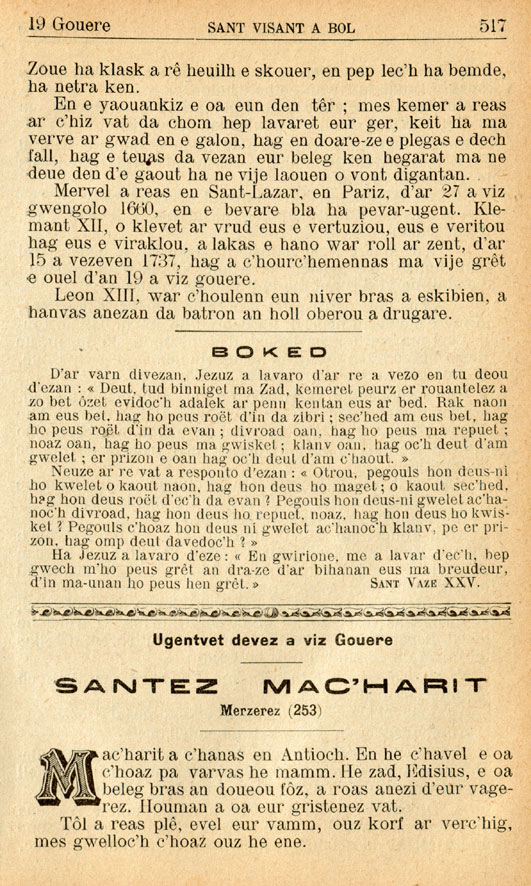 19 Gouere SANT VISANT A BOL 517
Zoue ha klask a rê heuilh e skouer, en pep lec'h ha bemde,
ha netra ken.
En e yaouankiz e oa eun den têr ; mes kemer a reas
ar c'hiz vat da chom hep lavaret eur ger, keit ha ma
verve ar gwad en e galon, hag en doare-ze e plegas e dech
fall, hag e teuas da vezan eur beleg ken hegarat ma ne
deue den d'e gaout ha ne vije laouen o vont digantan.
Mervel a reas en Sant-Lazar, en Pariz, d'ar 27 a viz
gwengolo 1660, en e bevare bla ha pevar-ugent. Kle-
mant XII, o klevet ar vrud eus e vertuziou, eus e veritou
hag eus e viraklou, a lakas e hano war roll ar zent, d'ar
15 a vezeven 1737, hag a c'hourc'hemennas ma vije grêt
e ouel d'an 19 a viz gouere.
Leon XIII, war c'houlenn eun niver bras a eskibien, a
hanvas anezan da batron an holl oberou a drugare.
BOKED
D'ar varn divezan, Jezuz a lavaro d'ar re a vezo en tu deou
d'ezan : « Deut, tud binniget ma Zad, kemeret peurz er rouantelez a
zo bet ôzet evidoc'h adalek ar penn kentan eus ar bed. Rak naon
am eus bet, hag ho peus roët d'in da zibri ; sec'hed am eus bet, hag
ho peus roët d'in da evan ; divroad oan, hag ho peus ma repuet ;
noaz oan, hag ho peus ma gwisket ; klanv oan, hag oc'h deut d'am
gwelet ; er prizon e oan hag oc'h deut d'am c'haout. »
Neuze ar re vat a responto d'ezan : « Otrou, pegouls hon deus-ni
ho kwelet o kaout naon, hag hon deus ho maget ; o kaout sec'hed,
hag hon deus roët d'ec'h da evan ? Pegouls hon deus-ni gwelet ac'ha-
noc'h divroad, hag hon deus ho repuet, noaz, hag hon deus ho kwis-
ket ? Pegouls c'hoaz hon deus ni gwelet ac'hanoc'h klanv, pe er pri-
zon, hag omp deut davedoc'h ? »
Ha Jezuz a lavaro d'eze : « En gwirione, me a lavar d'ec'h, bep
gwech m'ho peus grêt an dra-ze d'ar bihanan eus ma breudeur,
d'in ma-unan ho peus hen grêt. » SANT VAZE XXV.
Ugentvet devez a viz Gouere
SANTEZ MAC'HARIT
Merzerez (253)
Mac'harit a c'hanas en Antioch. En he c'havel e oa
c'hoaz pa varvas he mamm. He zad, Edisius, e oa
beleg bras an doueou fôz, a roas anezi d'eur vage-
rez. Houman a oa eur gristenez vat.
Tôl a reas plê, evel eur vamm, ouz korf ar verc'hig,
mes gwelloc'h c'hoaz ouz he ene.